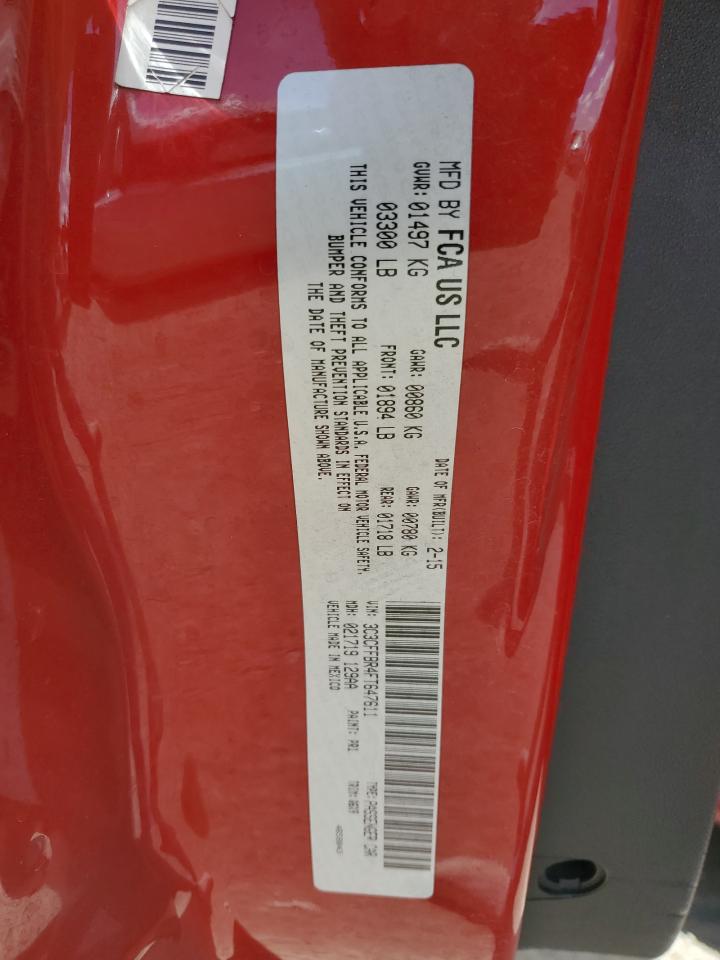 MFD BY FCA US LLC
DATE OF MFR(BUILT): 2-15
GVWR: 01497 KG GAWR: 00860 KG GAWR: 00780 KG
03300 LB FRONT: 01894 LB REAR: 01718 LB
THIS VEHICLE CONFORMS TO ALL APPLICABLE U.S.A. FEDERAL MOTOR VEHICLE SAFETY,
BUMPER AND THEFT PREVENTION STANDARDS IN EFFECT ON
THE DATE OF MANUFACTURE SHOWN ABOVE.
VIN: 3C3CFFBR4FT647611 TYPE: PASSENGER CAR
MDH: 021719 129AA PAINT: PR1 TRIM:
VEHICLE MADE IN MEXICO